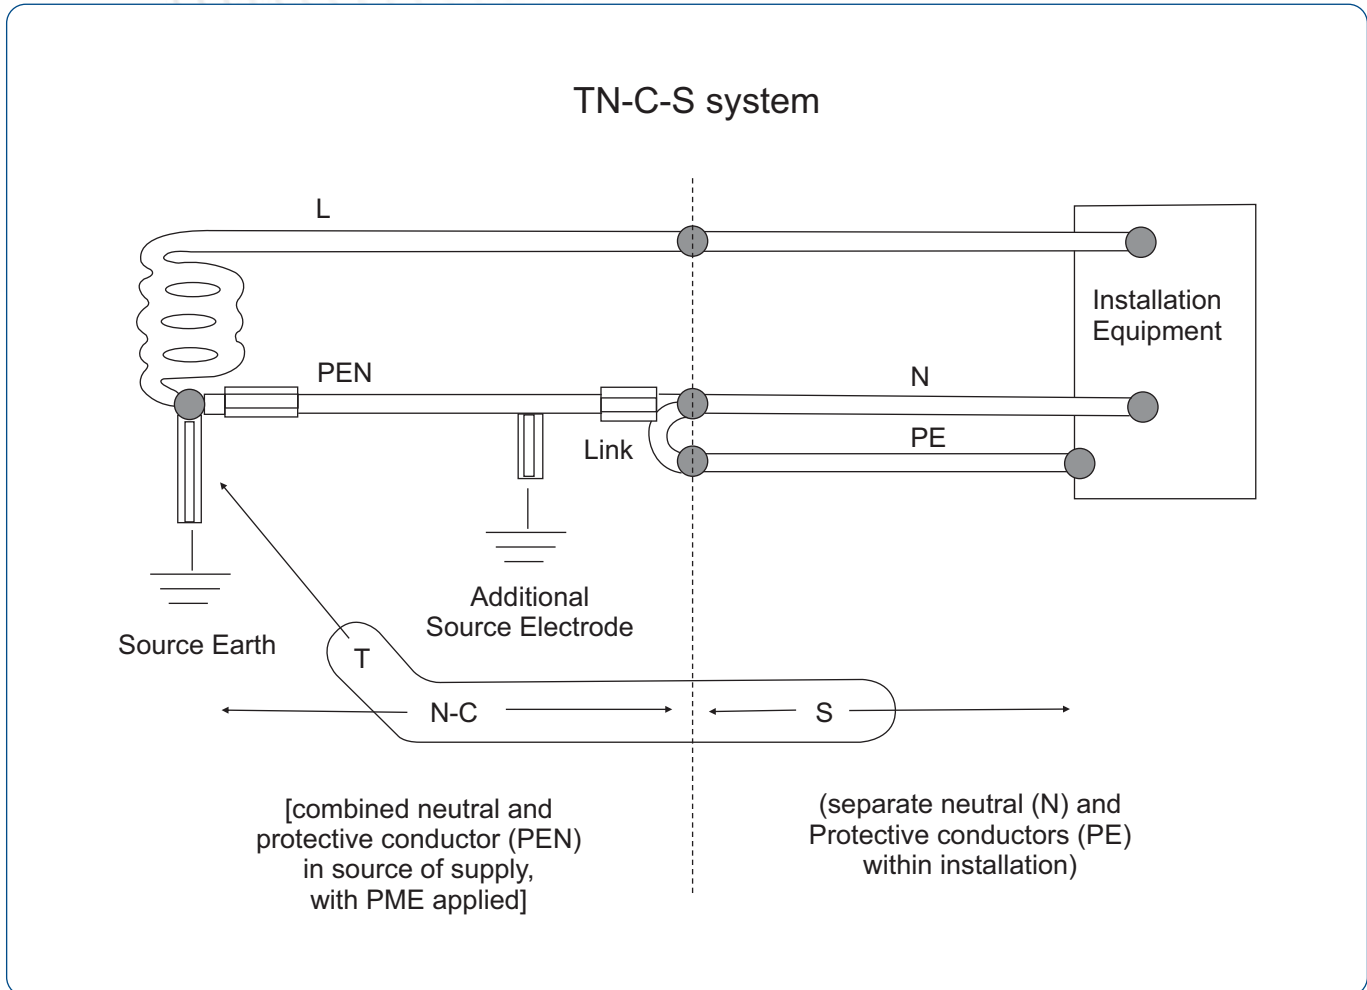 TN-C-S system
L
Installation
Equipment
PEN
N
Link
PE
Additional
Source Electrode
Source Earth
T
N-C
S
[combined neutral and
protective conductor (PEN)
in source of supply,
with PME applied]
(separate neutral (N) and
Protective conductors (PE)
within installation)